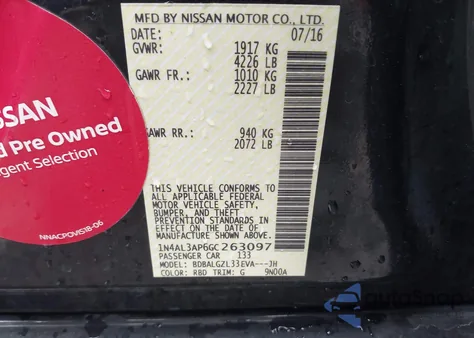 MFD BY NISSAN MOTOR CO., LTD.
DATE: 07/16
GVWR: 1917 KG
4226 LB
GAWR FR.: 1010 KG
2227 LB
GAWR RR.: 940 KG
2072 LB
THIS VEHICLE CONFORMS TO
ALL APPLICABLE FEDERAL
MOTOR VEHICLE SAFETY,
BUMPER, AND THEFT
PREVENTION STANDARDS IN
EFFECT ON THE DATE OF
MANUFACTURE SHOWN ABOVE.
1N4AL3AP6GC263097
PASSENGER CAR 133
MODEL: BDBALGZL33EVA---JH
COLOR: RBD TRIM: G 9N00A
NISSAN
d Pre Owned
gent Selection
NNACPOVIS18-06